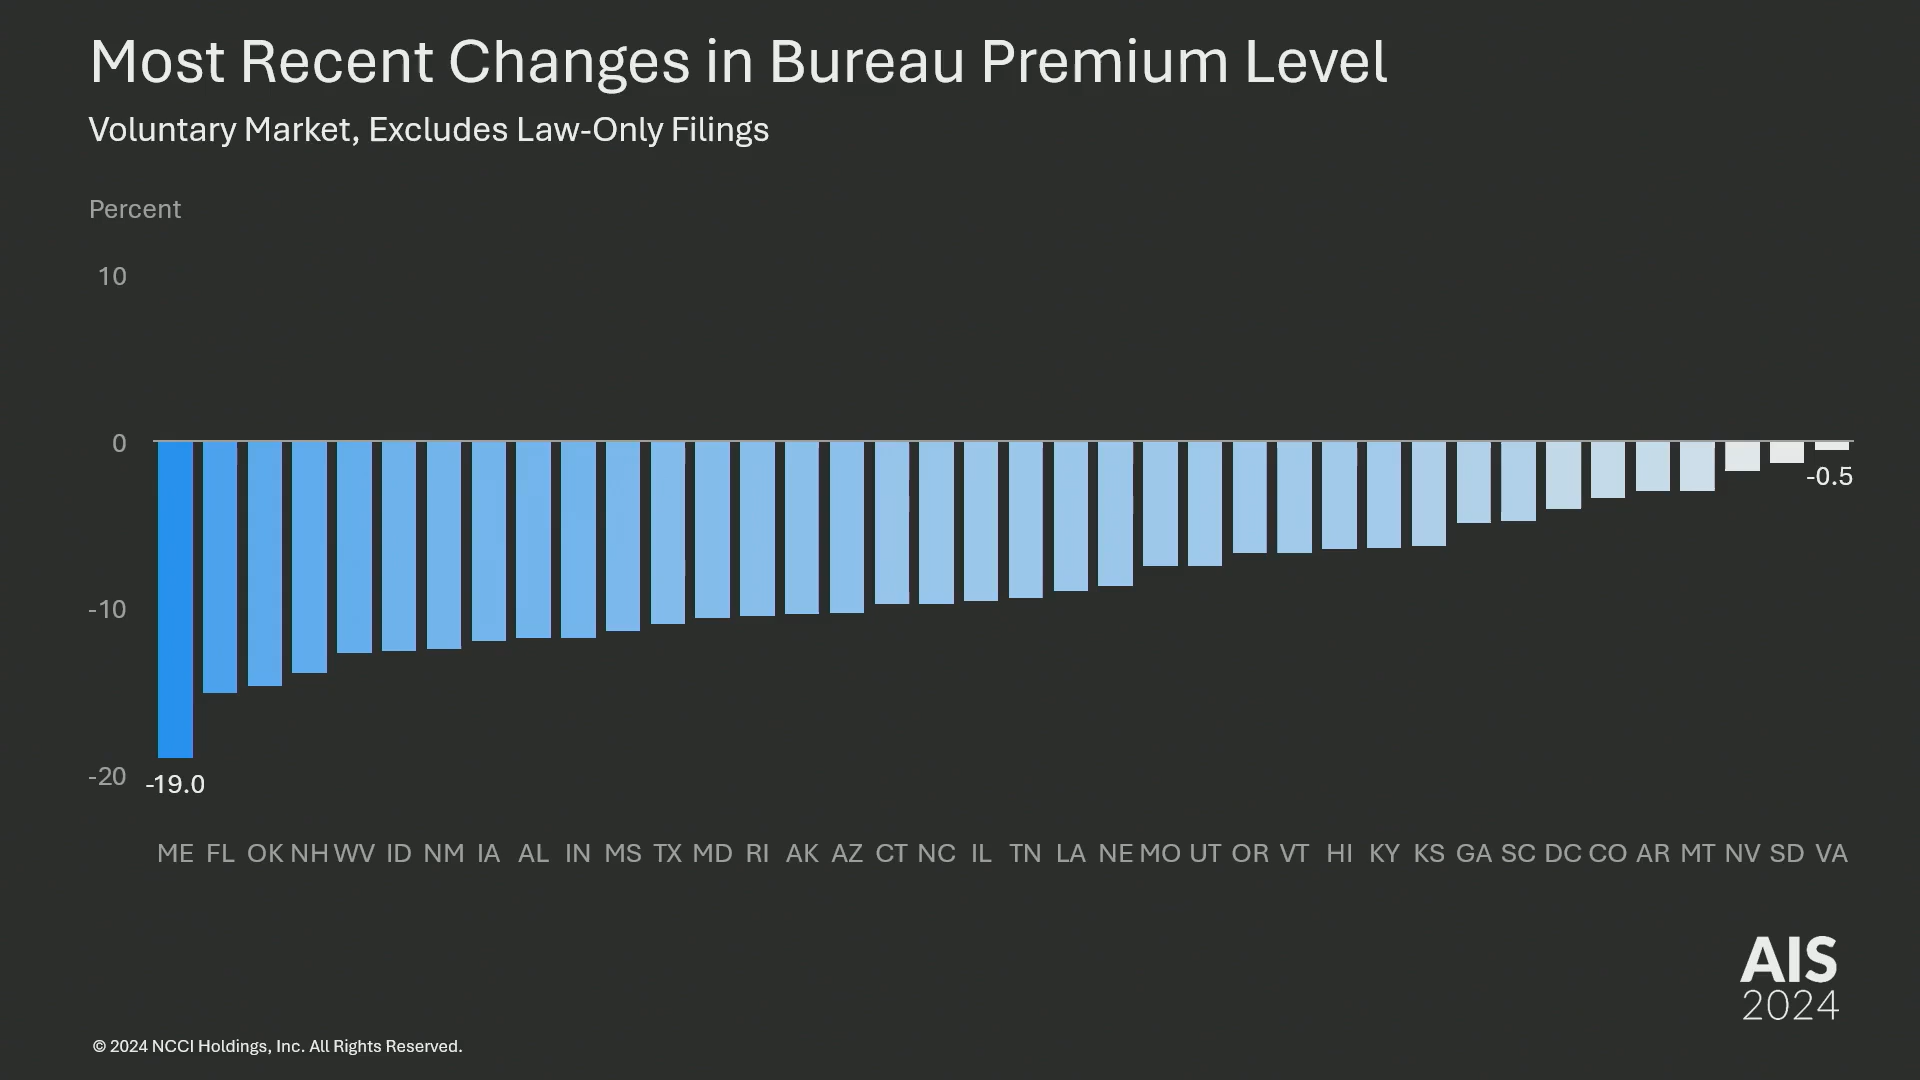 Most Recent Changes in Bureau Premium Level
Voluntary Market, Excludes Law-Only Filings
Percent
10
0
-0.5
-10
-20
-19.0
ME FL OK NH WV ID NM IA AL IN MS TX MD RI AK AZ CT NC IL TN LA NE MO UT OR VT HI KY KS GA SC DC CO AR MT NV SD VA
AIS
2024
© 2024 NCCI Holdings, Inc. All Rights Reserved.